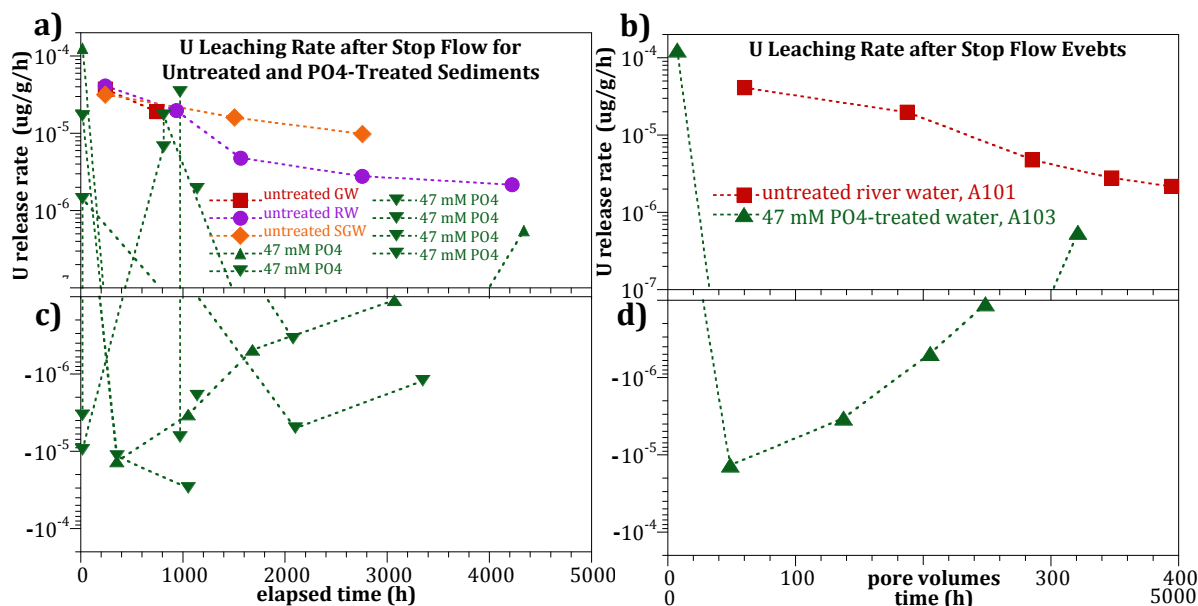 a)
U Leaching Rate after Stop Flow for
Untreated and PO4-Treated Sediments
U release rate (ug/g/h)
10-4
10-5
10-6
untreated GW
untreated RW
untreated SGW
47 mM PO4
47 mM PO4
47 mM PO4
47 mM PO4
47 mM PO4
47 mM PO4
c)
-10-6
-10-5
-10-4
0
1000
2000
3000
4000
5000
elapsed time (h)
b)
U Leaching Rate after Stop Flow Evebts
U release rate (ug/g/h)
10-4
10-5
10-6
10-7
untreated river water, A101
47 mM PO4-treated water, A103
d)
-10-6
-10-5
-10-4
0
100
pore volumes
300
400
0
time (h)
5000